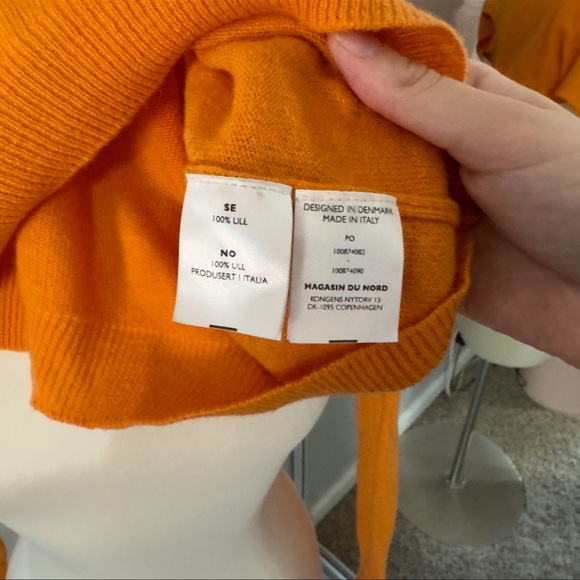 SE
100% ULL
NO
100% ULL
PRODUSERT I ITALIA
DESIGNED IN DENMARK
MADE IN ITALY
PO
100874082
-
100874090
MAGASIN DU NORD
KONGENS NYTORV 13
DK-1095 COPENHAGEN